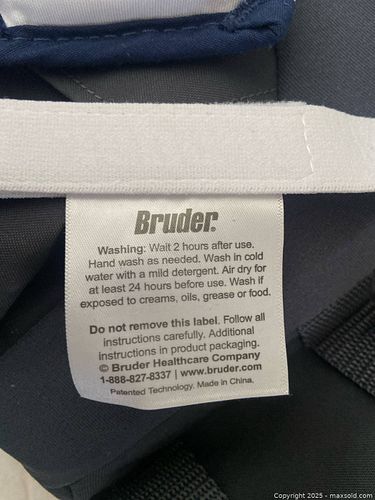 Bruder.
Washing: Wait 2 hours after use.
Hand wash as needed. Wash in cold
water with a mild detergent. Air dry for
at least 24 hours before use. Wash if
exposed to creams, oils, grease or food.
Do not remove this label. Follow all
instructions carefully. Additional
instructions in product packaging.
© Bruder Healthcare Company
1-888-827-8337 | www.bruder.com
Patented Technology. Made in China.
Copyright 2025 - maxsold.com